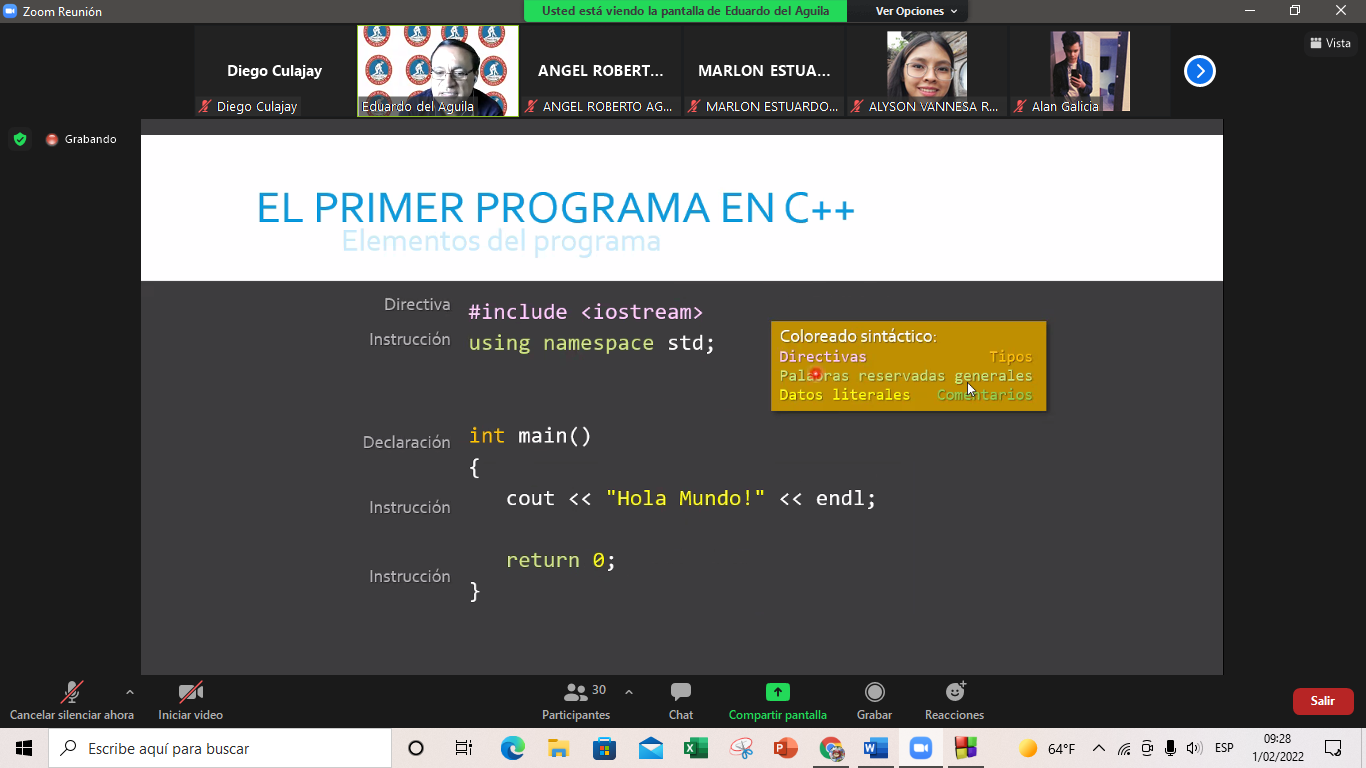 Zoom Reunión
Usted está viendo la pantalla de Eduardo del Aguila
Ver Opciones
Vista
Diego Culajay
ANGEL ROBERT...
MARLON ESTUA...
Diego Culajay
Eduardo del Aguila
ANGEL ROBERTO AG...
MARLON ESTUARDO...
ALYSON VANNESA R...
Alan Galicia
Grabando
EL PRIMER PROGRAMA EN C++
Elementos del programa
Directiva
#include <iostream>
Instrucción
using namespace std;
Coloreado sintáctico:
Directivas Tipos
Palabras reservadas generales
Datos literales Comentarios
Declaración
int main()
{
Instrucción
cout << "Hola Mundo!" << endl;
Instrucción
return 0;
}
Cancelar silenciar ahora
Iniciar video
30
Participantes
Chat
Compartir pantalla
Grabar
Reacciones
Salir
Escribe aquí para buscar
64°F
ESP
09:28
1/02/2022